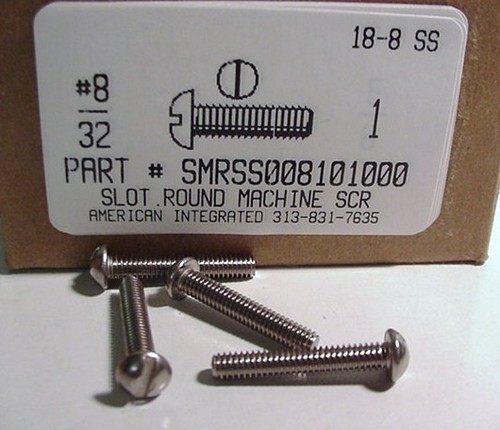 18-8 SS
#8
32
1
PART # SMRSS008101000
SLOT.ROUND MACHINE SCR
AMERICAN INTEGRATED 313-831-7635